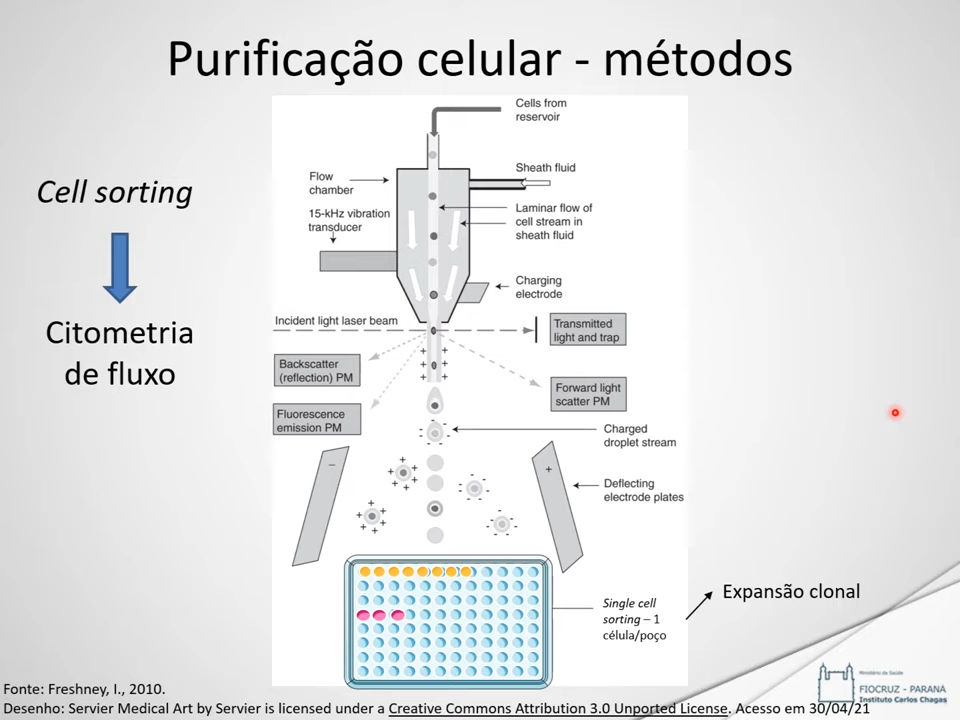 Purificação celular - métodos
Cell sorting
Citometria
de fluxo
Cells from
reservoir
Flow
chamber
Sheath fluid
15-kHz vibration
transducer
Laminar flow of
cell stream in
sheath fluid
Charging
electrode
Incident light laser beam
Transmitted
light and trap
Backscatter
(reflection) PM
Forward light
scatter PM
Fluorescence
emission PM
Charged
droplet stream
Deflecting
electrode plates
Single cell
sorting – 1
célula/poço
Expansão clonal
Fonte: Freshney, I., 2010.
Desenho: Servier Medical Art by Servier is licensed under a Creative Commons Attribution 3.0 Unported License. Acesso em 30/04/21
Ministério da Saúde
FIOCRUZ - PARANÁ
Instituto Carlos Chagas